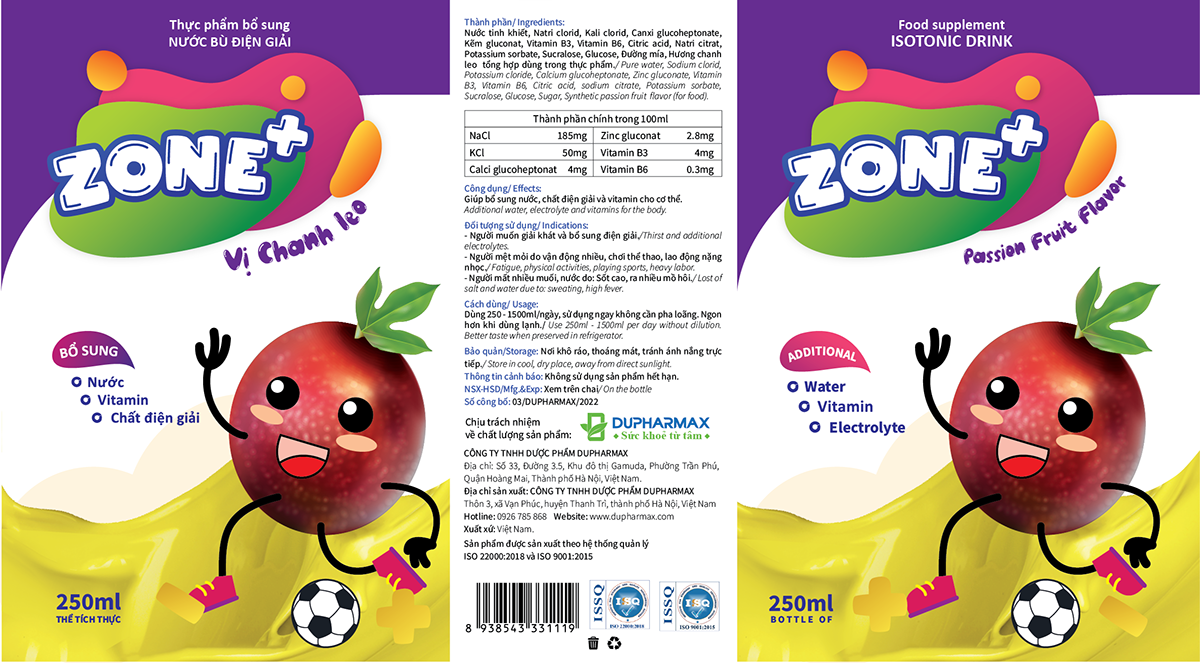 Thực phẩm bổ sung
NƯỚC BÙ ĐIỆN GIẢI
ZONE+
Vị Chanh leo
BỔ SUNG
Nước
Vitamin
Chất điện giải
250ml
THỂ TÍCH THỰC
Thành phần/ Ingredients:
Nước tinh khiết, Natri clorid, Kali clorid, Canxi glucoheptonate,
Kẽm gluconat, Vitamin B3, Vitamin B6, Citric acid, Natri citrat,
Potassium sorbate, Sucralose, Glucose, Đường mía, Hương chanh
leo tổng hợp dùng trong thực phẩm./ Pure water, Sodium clorid,
Potassium cloride, Calcium glucoheptonate, Zinc gluconate, Vitamin
B3, Vitamin B6, Citric acid, sodium citrate, Potassium sorbate,
Sucralose, Glucose, Sugar, Synthetic passion fruit flavor (for food).
Thành phần chính trong 100ml
NaCl 185mg Zinc gluconat 2.8mg
KCl 50mg Vitamin B3 4mg
Calci glucoheptonat 4mg Vitamin B6 0.3mg
Công dụng/ Effects:
Giúp bổ sung nước, chất điện giải và vitamin cho cơ thể.
Additional water, electrolyte and vitamins for the body.
Đối tượng sử dụng/ Indications:
- Người muốn giải khát và bổ sung điện giải./Thirst and additional
electrolytes.
- Người mệt mỏi do vận động nhiều, chơi thể thao, lao động nặng
nhọc./ Fatigue, physical activities, playing sports, heavy labor.
- Người mất nhiều muối, nước do: Sốt cao, ra nhiều mồ hôi./ Lost of
salt and water due to: sweating, high fever.
Cách dùng/ Usage:
Dùng 250 - 1500ml/ngày, sử dụng ngay không cần pha loãng. Ngon
hơn khi dùng lạnh./ Use 250ml - 1500ml per day without dilution.
Better taste when preserved in refrigerator.
Bảo quản/Storage: Nơi khô ráo, thoáng mát, tránh ánh nắng trực
tiếp./ Store in cool, dry place, away from direct sunlight.
Thông tin cảnh báo: Không sử dụng sản phẩm hết hạn.
NSX-HSD/Mfg.&Exp: Xem trên chai/ On the bottle
Số công bố: 03/DUPHARMAX/2022
Chịu trách nhiệm
về chất lượng sản phẩm:
DUPHARMAX
Sức khoẻ từ tâm
CÔNG TY TNHH DƯỢC PHẨM DUPHARMAX
Địa chỉ: Số 33, Đường 3.5, Khu đô thị Gamuda, Phường Trần Phú,
Quận Hoàng Mai, Thành phố Hà Nội, Việt Nam.
Địa chỉ sản xuất: CÔNG TY TNHH DƯỢC PHẨM DUPHARMAX
Thôn 3, xã Vạn Phúc, huyện Thanh Trì, thành phố Hà Nội, Việt Nam
Hotline: 0926 785 868 Website: www.dupharmax.com
Xuất xứ: Việt Nam.
Sản phẩm được sản xuất theo hệ thống quản lý
ISO 22000:2018 và ISO 9001:2015
8 938543 331119
ISSQ
ISSQ
ISO 22000:2018
ISSQ
ISSQ
ISO 9001:2015
Food supplement
ISOTONIC DRINK
ZONE+
Passion Fruit Flavor
ADDITIONAL
Water
Vitamin
Electrolyte
250ml
BOTTLE OF